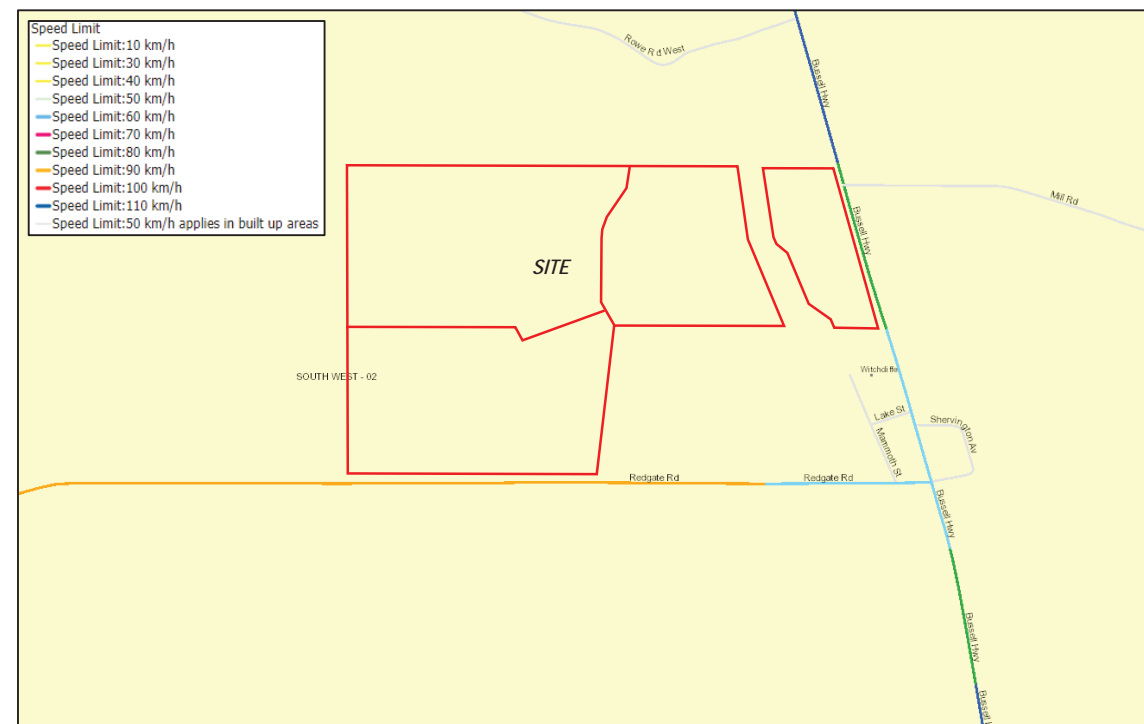 Speed Limit
Speed Limit:10 km/h
Speed Limit:30 km/h
Speed Limit:40 km/h
Speed Limit:50 km/h
Speed Limit:60 km/h
Speed Limit:70 km/h
Speed Limit:80 km/h
Speed Limit:90 km/h
Speed Limit:100 km/h
Speed Limit:110 km/h
Speed Limit:50 km/h applies in built up areas
Rowe Rd West
Bussell Hwy
Mill Rd
Bussell Hwy
SITE
SOUTH WEST - 02
Witchcliffe
Lake St
Shervington Av
Mammoth St
Redgate Rd
Redgate Rd
Bussell Hwy
Bussell Hwy
Bussell